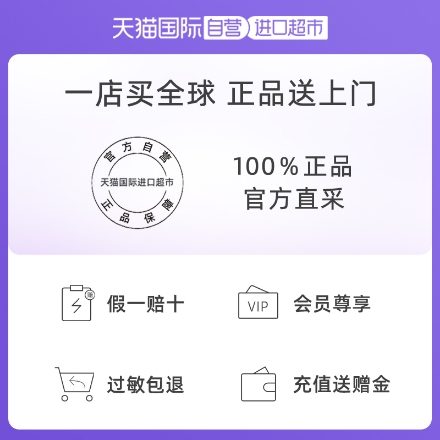 天猫国际自营进口超市
一店买全球 正品送上门
官方自营
天猫国际进口超市
正品保障
100%正品
官方直采
假一赔十
VIP
会员尊享
过敏包退
充值送赠金